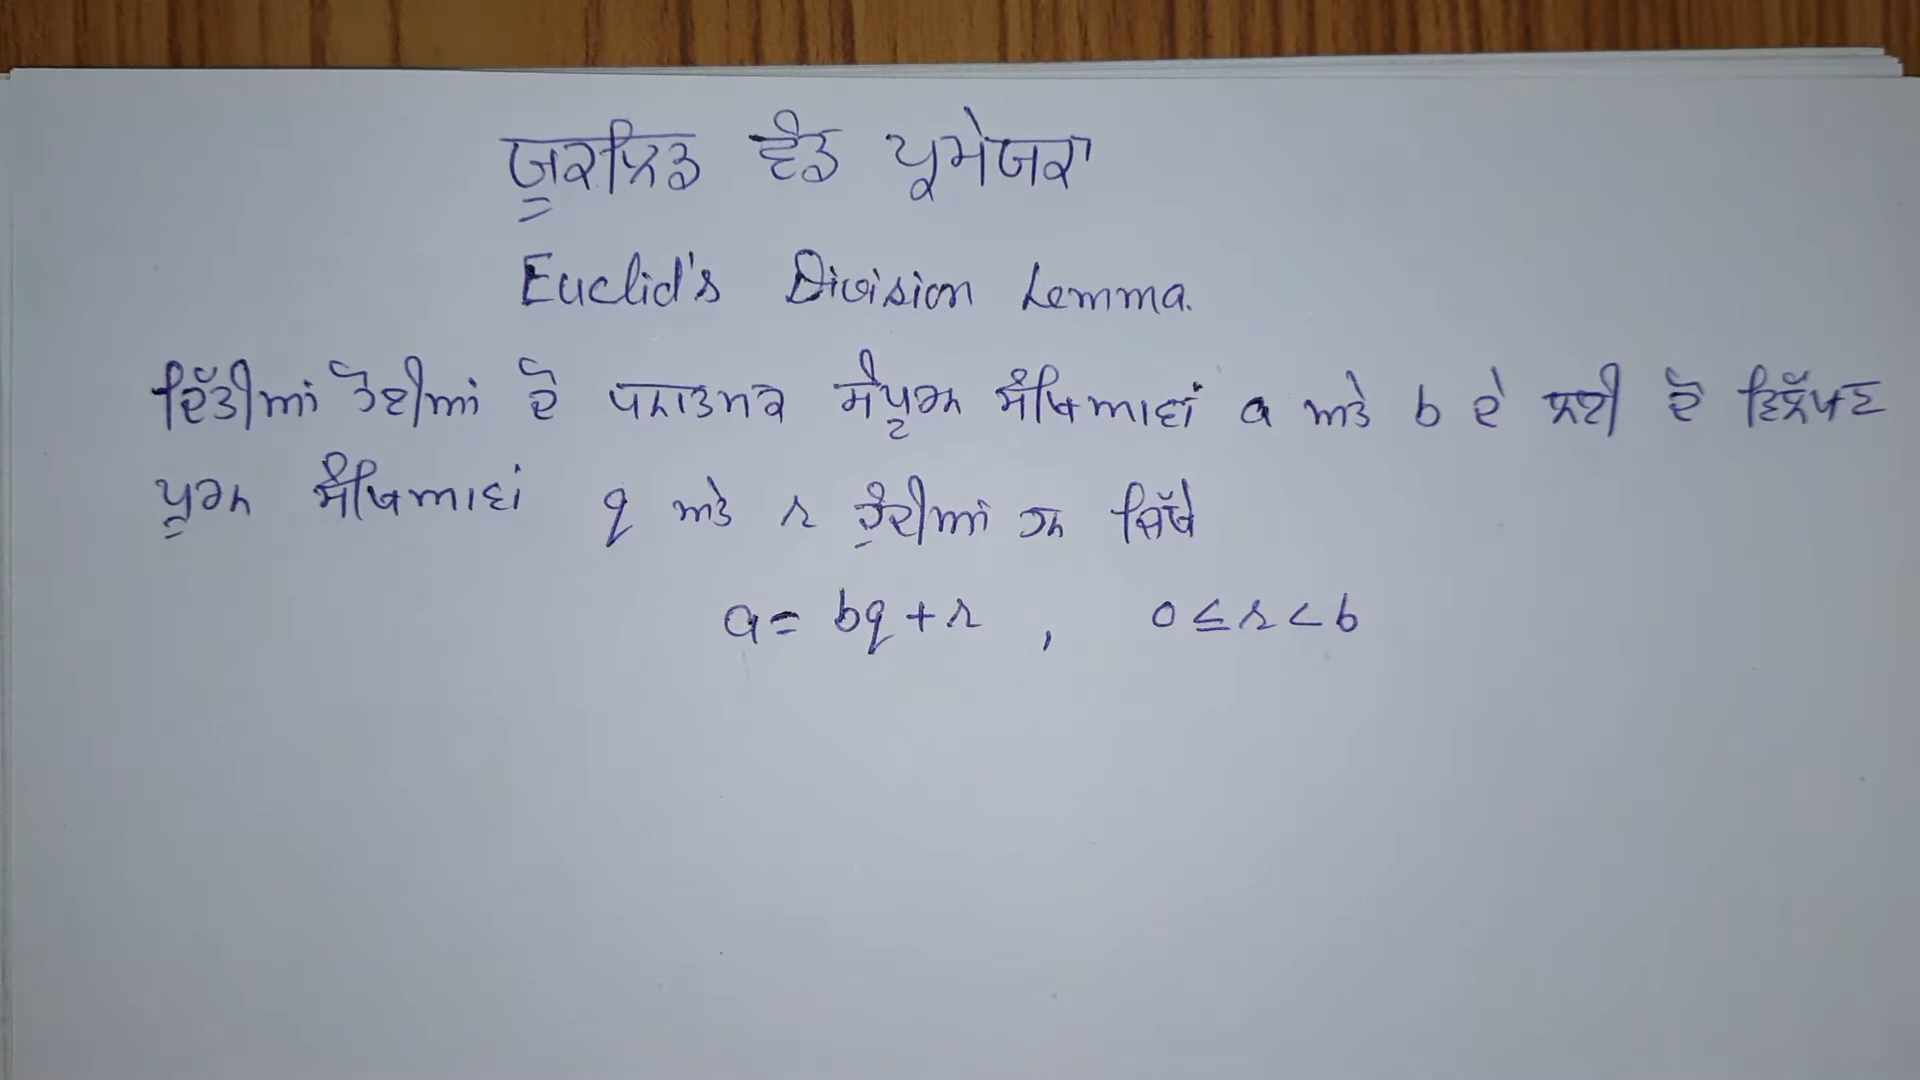 ਯੂਕਲਿਡ ਵੰਡ ਪ੍ਰਮੇਯਕਾ
Euclid's Division Lemma.
ਦਿੱਤੀਆਂ ਹੋਈਆਂ ਦੋ ਧਨਾਤਮਕ ਸੰਪੂਰਨ ਸੰਖਿਆਵਾਂ a ਅਤੇ b ਦੇ ਲਈ ਦੋ ਵਿਲੱਖਣ
ਪੂਰਨ ਸੰਖਿਆਵਾਂ q ਅਤੇ r ਹੁੰਦੀਆਂ ਹਨ ਜਿੱਥੇ
a = bq + r , 0 ≤ r < b